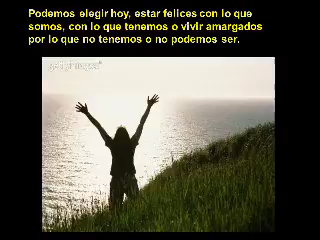 Podemos elegir hoy, estar felices con lo que
somos, con lo que tenemos o vivir amargados
por lo que no tenemos o no podemos ser.